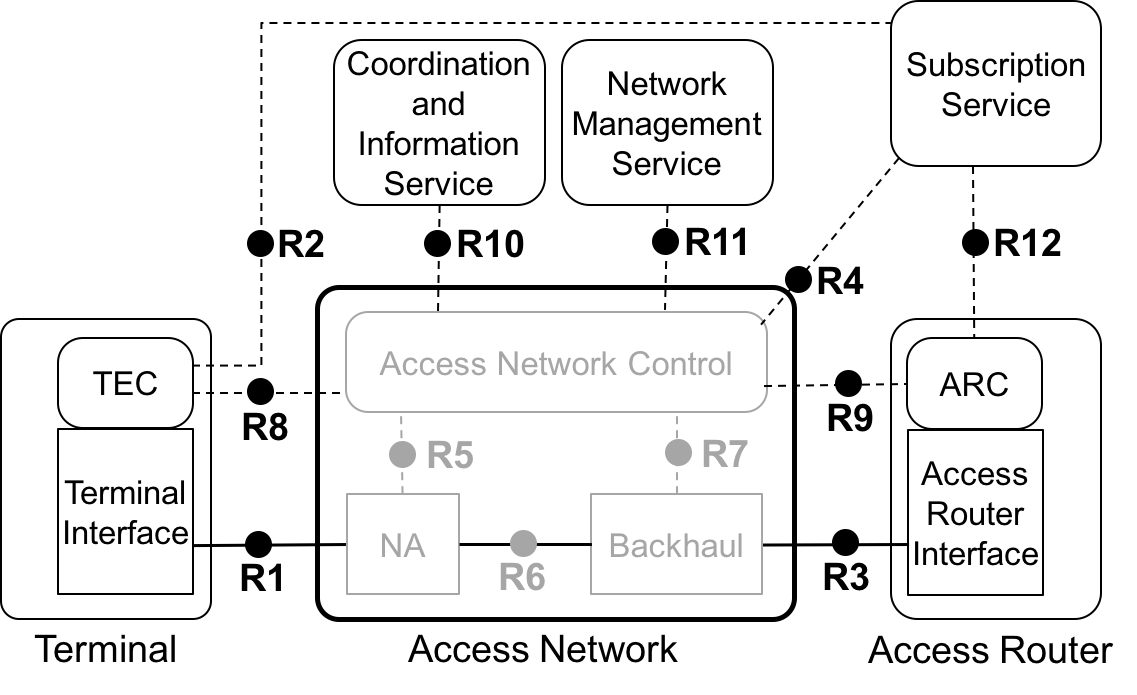 Coordination
and
Information
Service
Network
Management
Service
Subscription
Service
R2
R10
R11
R4
R12
TEC
Access Network Control
ARC
R8
R9
R5
R7
Terminal
Interface
NA
Backhaul
Access
Router
Interface
R1
R6
R3
Terminal
Access Network
Access Router